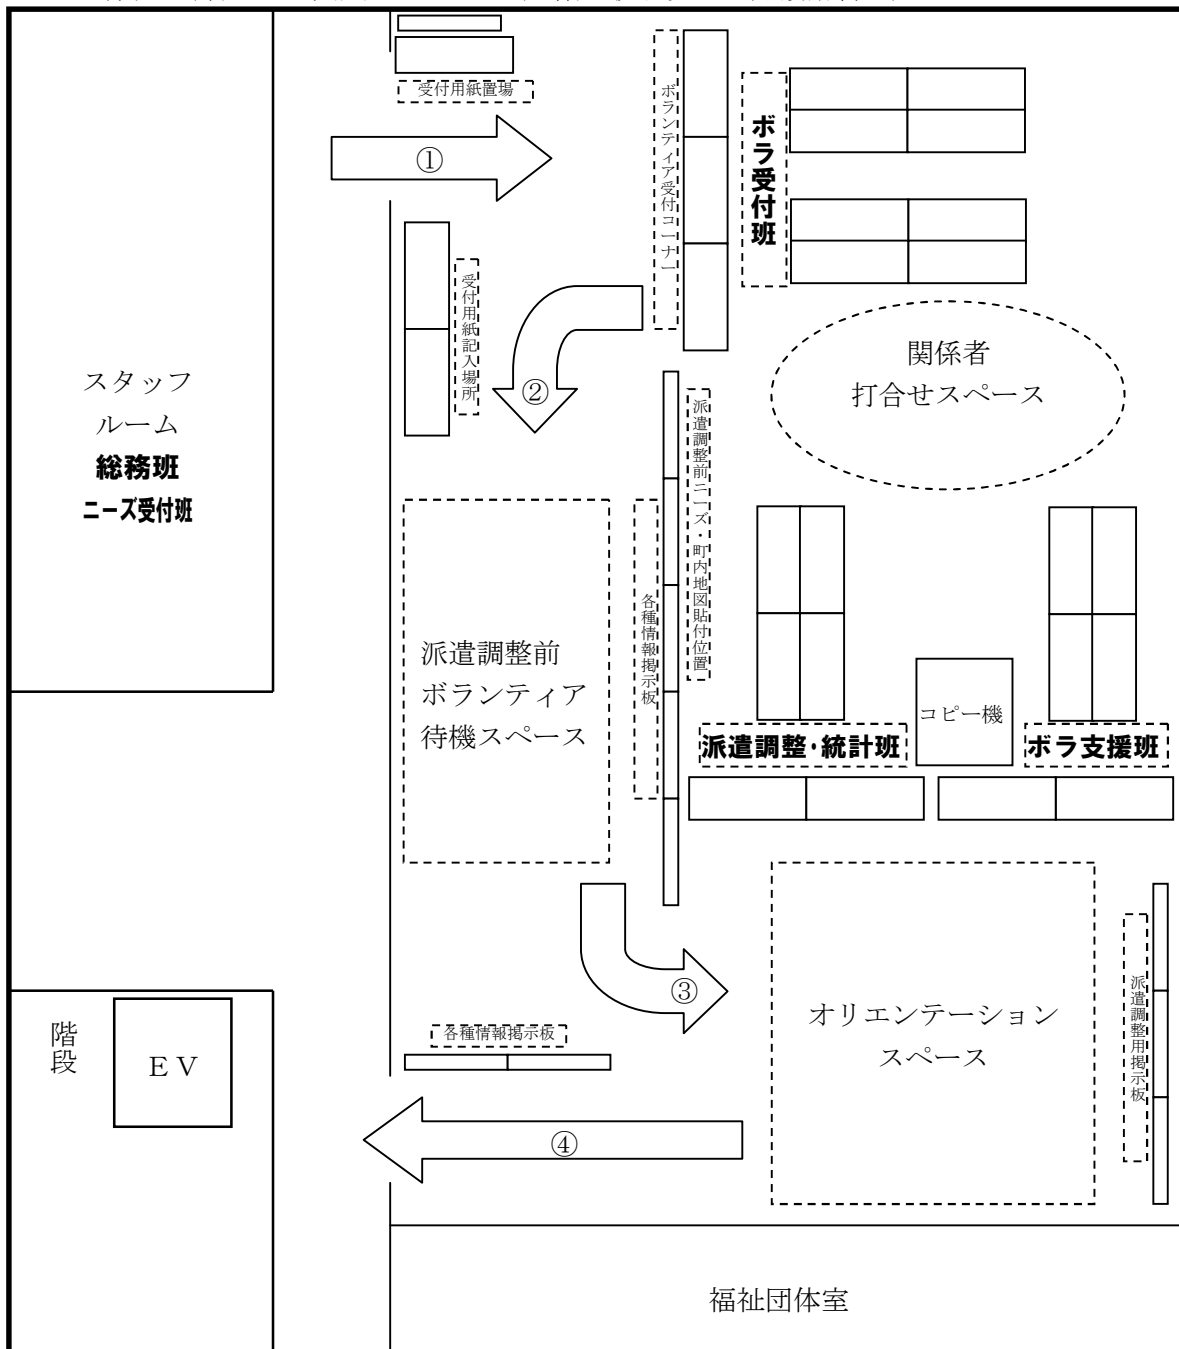 受付用紙置場
①
ボランティア受付コーナー
ボラ受付班
受付用紙記入場所
②
関係者
打合せスペース
スタッフ
ルーム
総務班
ニーズ受付班
派遣調整前ニーズ・町内地図貼付位置
各種情報掲示板
派遣調整前
ボランティア
待機スペース
コピー機
派遣調整・統計班
ボラ支援班
③
オリエンテーション
スペース
派遣調整用掲示板
各種情報掲示板
階段
ＥＶ
④
福祉団体室